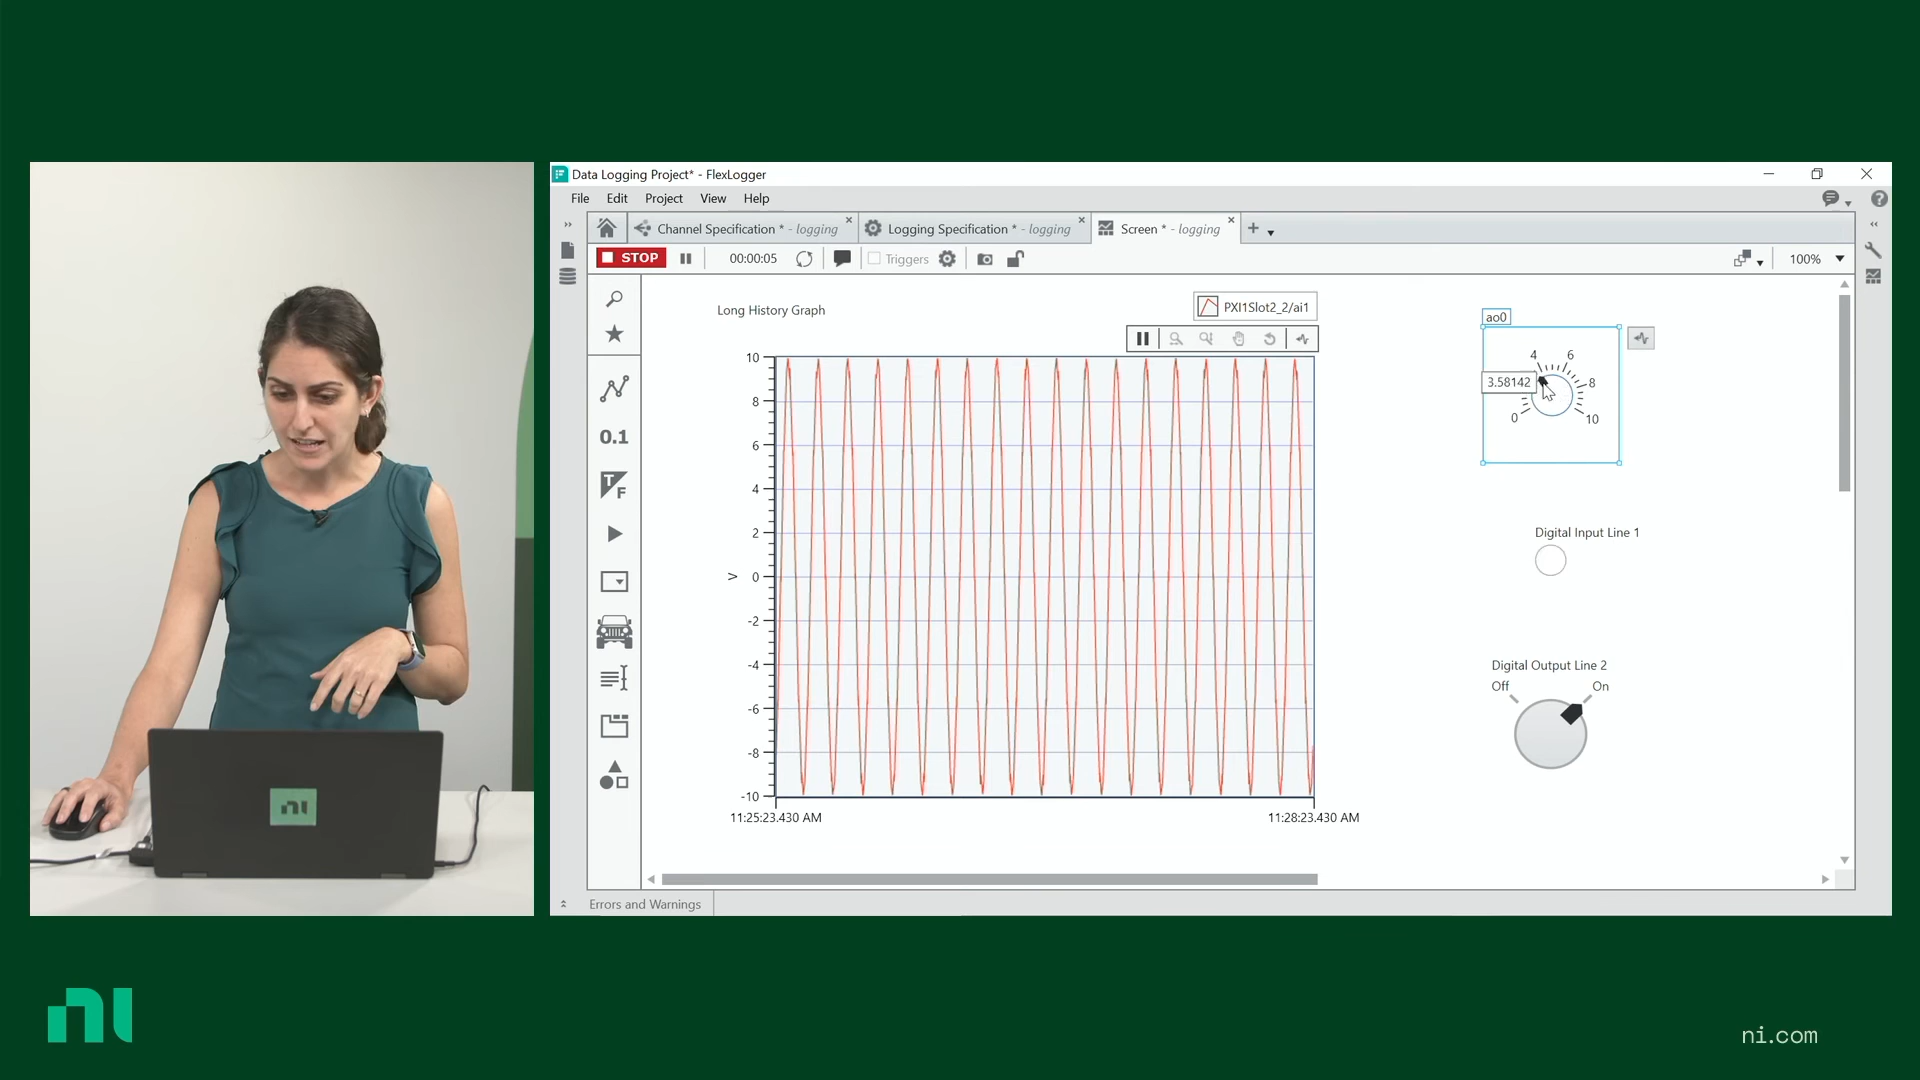 Data Logging Project* - FlexLogger
File Edit Project View Help
Channel Specification * - logging
Logging Specification * - logging
Screen * - logging
STOP
00:00:05
Triggers
100%
Long History Graph
PXI1Slot2_2/ai1
ao0
4
6
3.58142
8
0
10
0.1
T
F
10
8
6
4
2
V
0
-2
-4
-6
-8
-10
11:25:23.430 AM
11:28:23.430 AM
Digital Input Line 1
Digital Output Line 2
Off
On
Errors and Warnings
ni
ni
ni.com